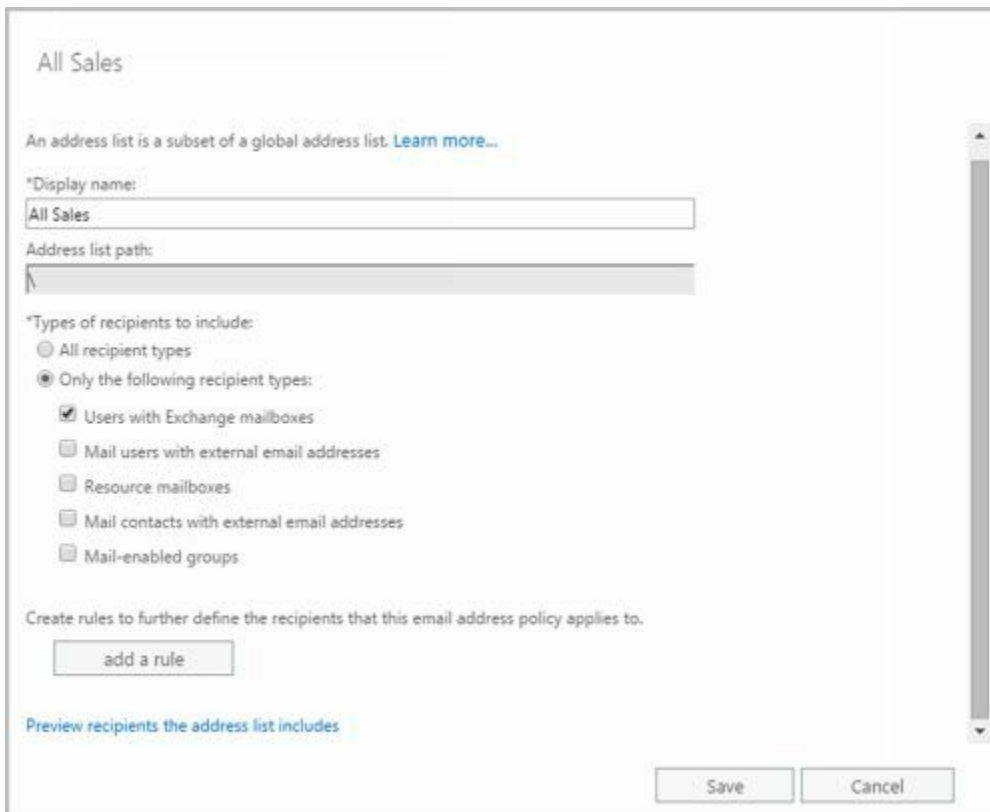 All Sales
An address list is a subset of a global address list. Learn more...
*Display name:
All Sales
Address list path:
\
*Types of recipients to include:
All recipient types
Only the following recipient types:
Users with Exchange mailboxes
Mail users with external email addresses
Resource mailboxes
Mail contacts with external email addresses
Mail-enabled groups
Create rules to further define the recipients that this email address policy applies to.
add a rule
Preview recipients the address list includes
Save Cancel